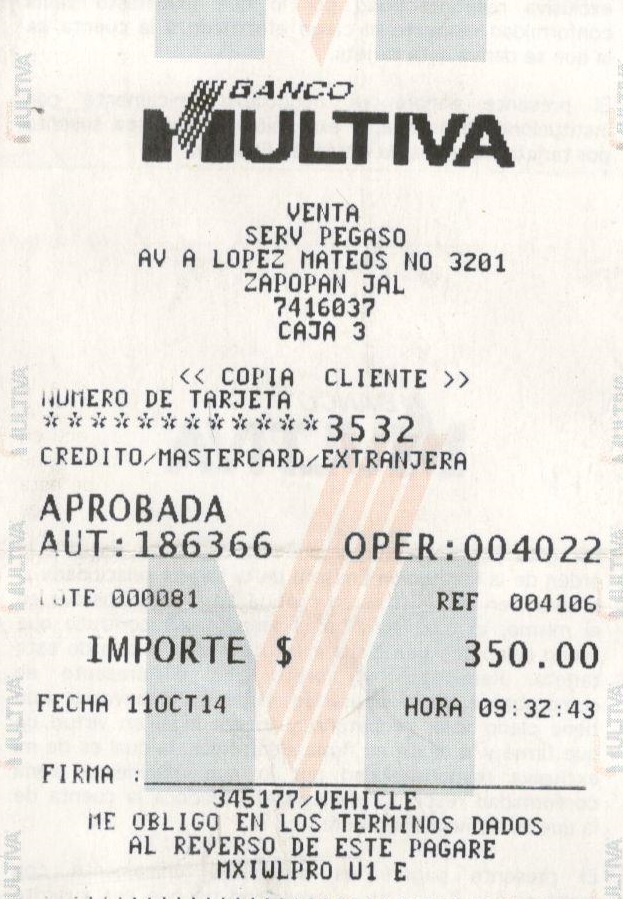 BANCO
MULTIVA
VENTA
SERV PEGASO
AV A LOPEZ MATEOS NO 3201
ZAPOPAN JAL
7416037
CAJA 3
<< COPIA CLIENTE >>
NUMERO DE TARJETA
************3532
CREDITO/MASTERCARD/EXTRANJERA
APROBADA
AUT:186366 OPER:004022
000081 REF 004106
IMPORTE $ 350.00
FECHA 11OCT14 HORA 09:32:43
FIRMA :
345177/VEHICLE
ME OBLIGO EN LOS TERMINOS DADOS
AL REVERSO DE ESTE PAGARE
MXIWLPRO U1 E